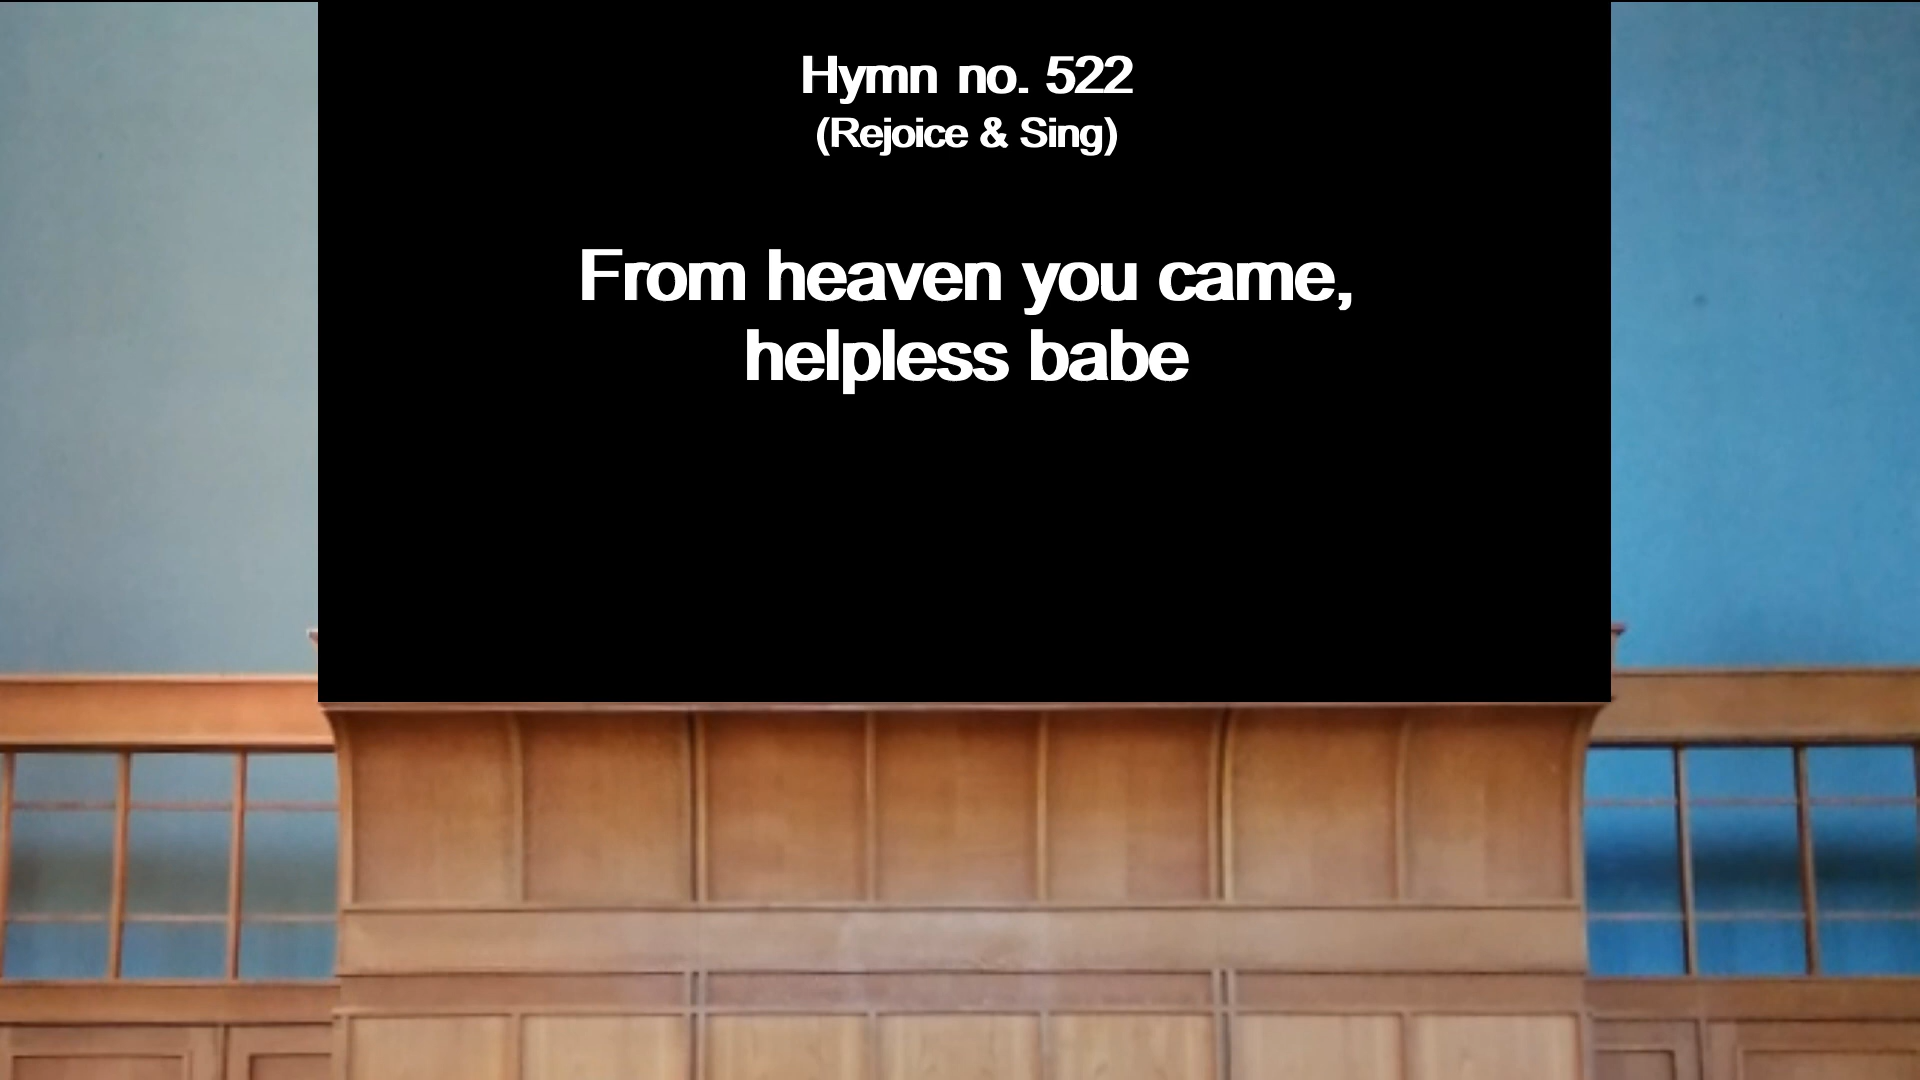 Hymn no. 522
(Rejoice & Sing)
From heaven you came,
helpless babe